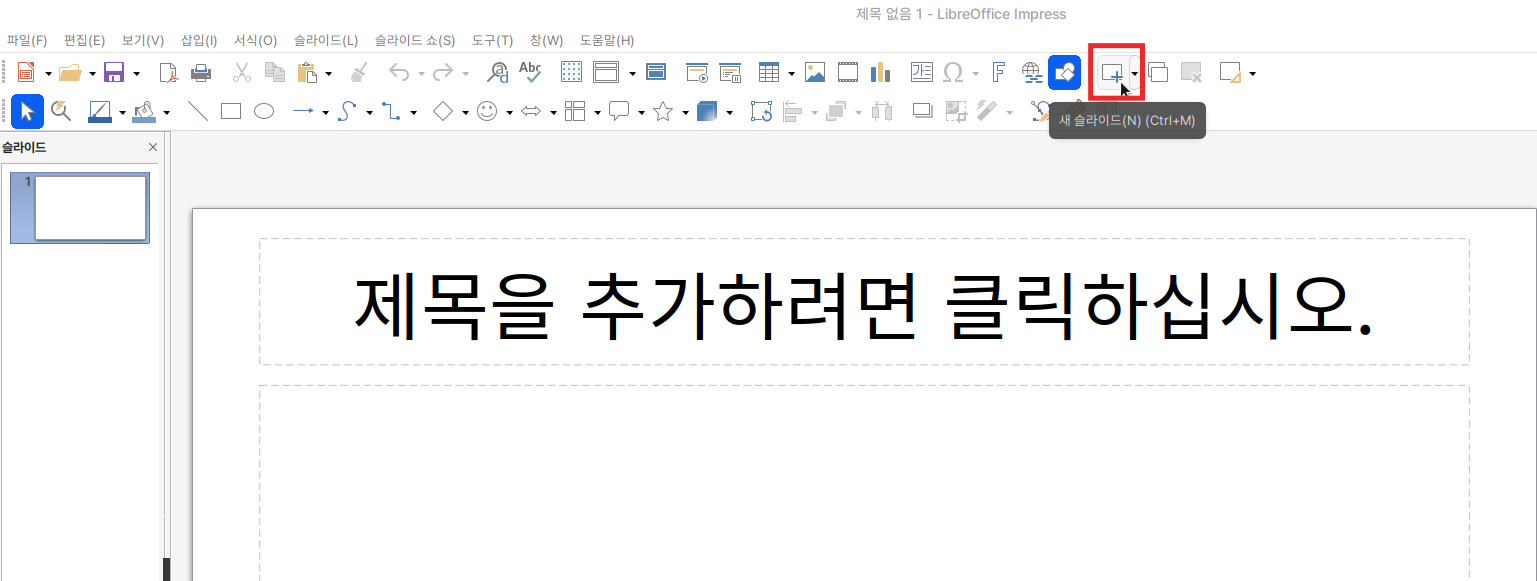 제목 없음 1 - LibreOffice Impress
파일(F) 편집(E) 보기(V) 삽입(I) 서식(O) 슬라이드(L) 슬라이드 쇼(S) 도구(T) 창(W) 도움말(H)
새 슬라이드(N) (Ctrl+M)
슬라이드
1
제목을 추가하려면 클릭하십시오.